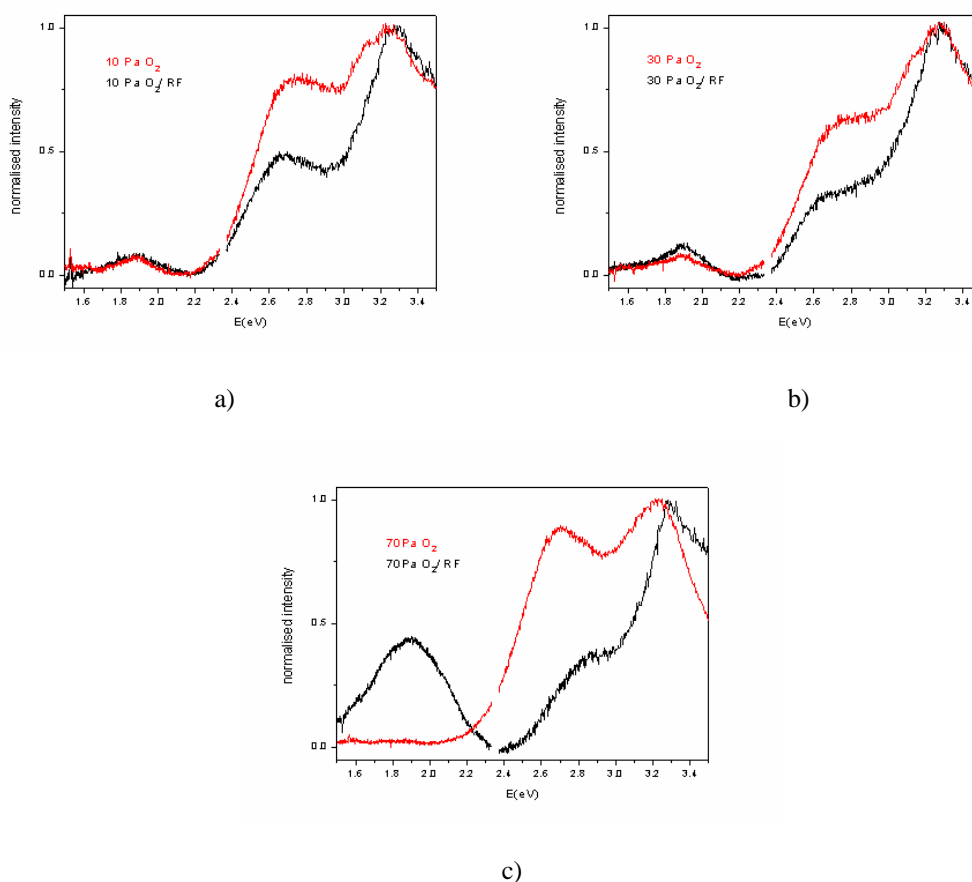 1.0
0.5
0.0
normalised intensity
10 Pa O2
10 Pa O2/ RF
1.6 1.8 2.0 2.2 2.4 2.6 2.8 3.0 3.2 3.4
E(eV)
a)
1.0
0.5
0.0
normalised intensity
30 Pa O2
30 Pa O2/ RF
1.6 1.8 2.0 2.2 2.4 2.6 2.8 3.0 3.2 3.4
E(eV)
b)
1.0
0.5
0.0
normalised intensity
70Pa O2
70Pa O2/ RF
1.6 1.8 2.0 2.2 2.4 2.6 2.8 3.0 3.2 3.4
E(eV)
c)